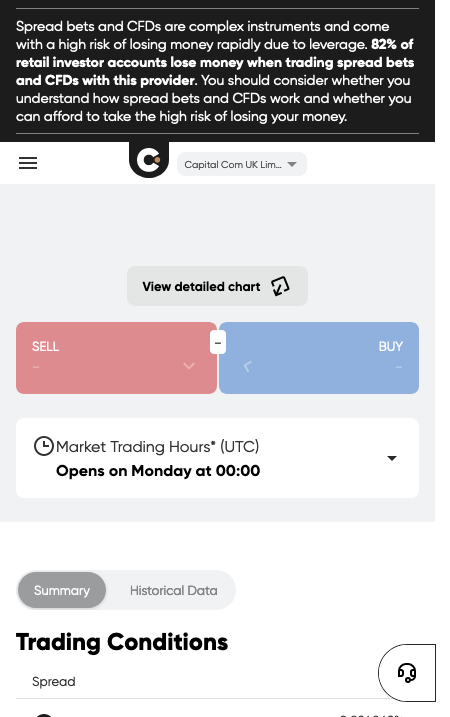 Spread bets and CFDs are complex instruments and come
with a high risk of losing money rapidly due to leverage. 82% of
retail investor accounts lose money when trading spread bets
and CFDs with this provider. You should consider whether you
understand how spread bets and CFDs work and whether you
can afford to take the high risk of losing your money.
Capital Com UK Lim...
View detailed chart
SELL
-
-
BUY
-
Market Trading Hours* (UTC)
Opens on Monday at 00:00
Summary
Historical Data
Trading Conditions
Spread